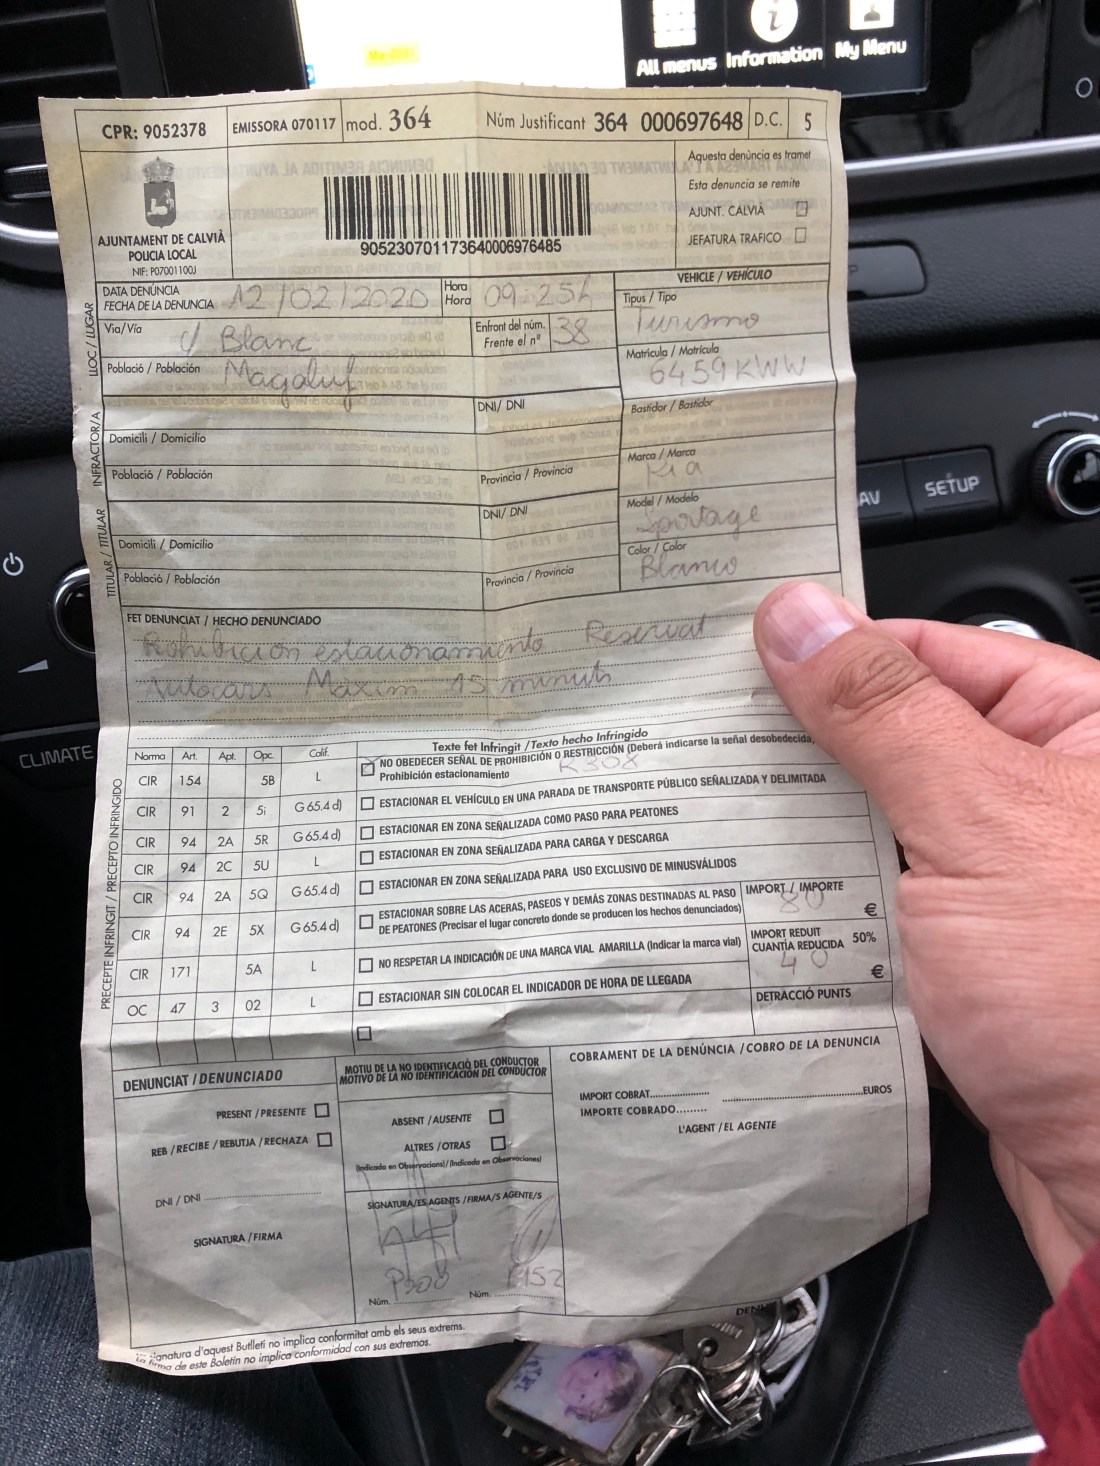 All menus
Information
My Menu
CPR: 9052378
EMISSORA 070117
mod. 364
Núm Justificant 364 000697648
D.C.
5
AJUNTAMENT DE CALVIÀ
POLICIA LOCAL
NIF: P07001100J
905230701173640006976485
Aquesta denúncia es tramet
Esta denuncia se remite
AJUNT. CALVIÀ
JEFATURA TRAFICO
LLOC / LUGAR
DATA DENÚNCIA
FECHA DE LA DENUNCIA
12/02/2020
Hora
Hora
09:25h
VEHICLE / VEHÍCULO
Tipus / Tipo
Turismo
Via/Vía
c/ Blanc
Enfront del núm.
Frente el nº
38
Matrícula / Matrícula
6459KWW
Població / Población
Magaluf
INFRACTOR/A
DNI/ DNI
Bastidor / Bastidor
Domicili / Domicilio
Marca / Marca
Kia
Població / Población
Provincia / Provincia
Model / Modelo
Sportage
TITULAR / TITULAR
DNI/ DNI
Domicili / Domicilio
Color / Color
Blanco
Població / Población
Provincia / Provincia
FET DENUNCIAT / HECHO DENUNCIADO
Prohibición estacionamiento Reservat
Autocars Màxim 15 minuts
PRECEPTE INFRINGIT / PRECEPTO INFRINGIDO
Norma Art. Apt. Opc. Calif.
Texte fet Infringit / Texto hecho Infringido
CIR 154 5B L
NO OBEDECER SEÑAL DE PROHIBICIÓN O RESTRICCIÓN (Deberá indicarse la señal desobedecida,
Prohibición estacionamiento R308
CIR 91 2 5i G 65.4 d)
ESTACIONAR EL VEHÍCULO EN UNA PARADA DE TRANSPORTE PÚBLICO SEÑALIZADA Y DELIMITADA
CIR 94 2A 5R G 65.4 d)
ESTACIONAR EN ZONA SEÑALIZADA COMO PASO PARA PEATONES
CIR 94 2C 5U L
ESTACIONAR EN ZONA SEÑALIZADA PARA CARGA Y DESCARGA
CIR 94 2A 5Q G 65.4 d)
ESTACIONAR EN ZONA SEÑALIZADA PARA USO EXCLUSIVO DE MINUSVÁLIDOS
CIR 94 2E 5X G 65.4 d)
ESTACIONAR SOBRE LAS ACERAS, PASEOS Y DEMÁS ZONAS DESTINADAS AL PASO
DE PEATONES (Precisar el lugar concreto donde se producen los hechos denunciados)
CIR 171 5A L
NO RESPETAR LA INDICACIÓN DE UNA MARCA VIAL AMARILLA (Indicar la marca vial)
OC 47 3 02 L
ESTACIONAR SIN COLOCAR EL INDICADOR DE HORA DE LLEGADA
IMPORT / IMPORTE
80 €
IMPORT REDUIT
CUANTÍA REDUCIDA 50%
40 €
DETRACCIÓ PUNTS
DENUNCIAT / DENUNCIADO
PRESENT / PRESENTE
REB / RECIBE / REBUTJA / RECHAZA
DNI / DNI
SIGNATURA / FIRMA
MOTIU DE LA NO IDENTIFICACIÓ DEL CONDUCTOR
MOTIVO DE LA NO IDENTIFICACIÓN DEL CONDUCTOR
ABSENT / AUSENTE
ALTRES / OTRAS
(Indicado en Observacions) / (Indicado en Observaciones)
SIGNATURA/ES AGENTS / FIRMA/S AGENTE/S
Núm. P300
Núm.
COBRAMENT DE LA DENÚNCIA / COBRO DE LA DENUNCIA
IMPORT COBRAT
IMPORTE COBRADO
EUROS
L'AGENT / EL AGENTE
signatura d'aquest Butlletí no implica conformitat amb els seus extrems.
La firma de este Boletín no implica conformidad con sus extremos.
SETUP
CLIMATE